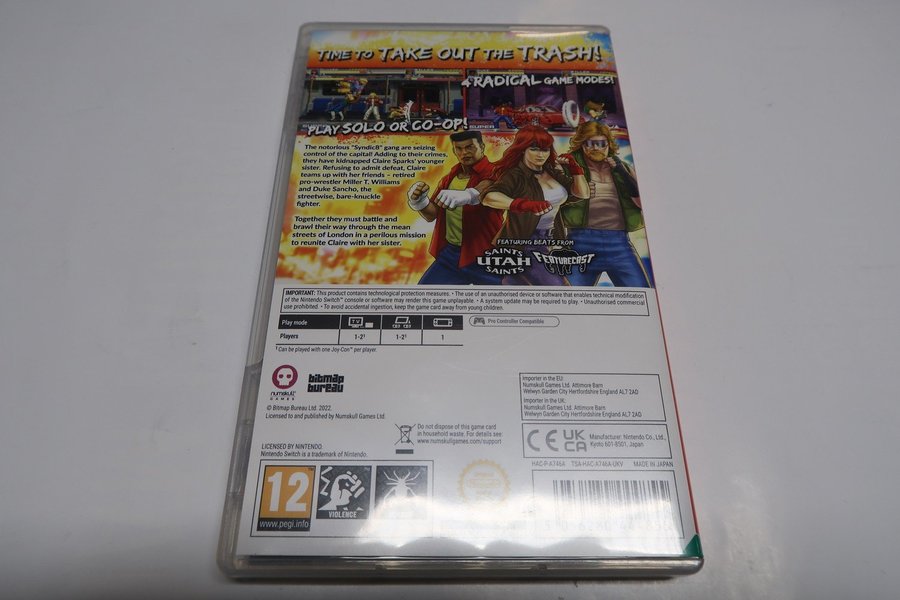 TIME TO TAKE OUT THE TRASH!
4 RADICAL GAME MODES!
PLAY SOLO OR CO-OP!
SUPER
The notorious "Syndic8" gang are seizing
control of the capital! Adding to their crimes,
they have kidnapped Claire Sparks' younger
sister. Refusing to admit defeat, Claire
teams up with her friends – retired
pro-wrestler Miller T. Williams
and Duke Sancho, the
streetwise, bare-knuckle
fighter.
Together they must battle and
brawl their way through the mean
streets of London in a perilous mission
to reunite Claire with her sister.
FEATURING BEATS FROM
SAINTS
UTAH
SAINTS
FEATURECAST
IMPORTANT: This product contains technological protection measures. • The use of an unauthorised device or software that enables technical modification
of the Nintendo Switch™ console or software may render this game unplayable. • A system update may be required to play. • Unauthorised commercial
use prohibited. • To avoid accidental ingestion, keep the game card away from young children.
Play mode
TV
Pro Controller Compatible
Players 1-2¹ 1-2¹ 1
¹ Can be played with one Joy-Con™ per player.
numskull
GAMES
bitmap
bureau
© Bitmap Bureau Ltd. 2022.
Licensed to and published by Numskull Games Ltd.
Importer in the EU:
Numskull Games Ltd. Attimore Barn
Welwyn Garden City Hertfordshire England AL7 2AD
Importer in the UK:
Numskull Games Ltd. Attimore Barn
Welwyn Garden City Hertfordshire England AL7 2AD
Do not dispose of this game card
in household waste. For details see:
www.numskullgames.com/support
CE UK
CA
Manufacturer: Nintendo Co., Ltd.,
Kyoto 601-8501, Japan
LICENSED BY NINTENDO.
Nintendo Switch is a trademark of Nintendo.
HAC-P-A746A TSA-HAC-A746A-UKV MADE IN JAPAN
12
www.pegi.info
VIOLENCE